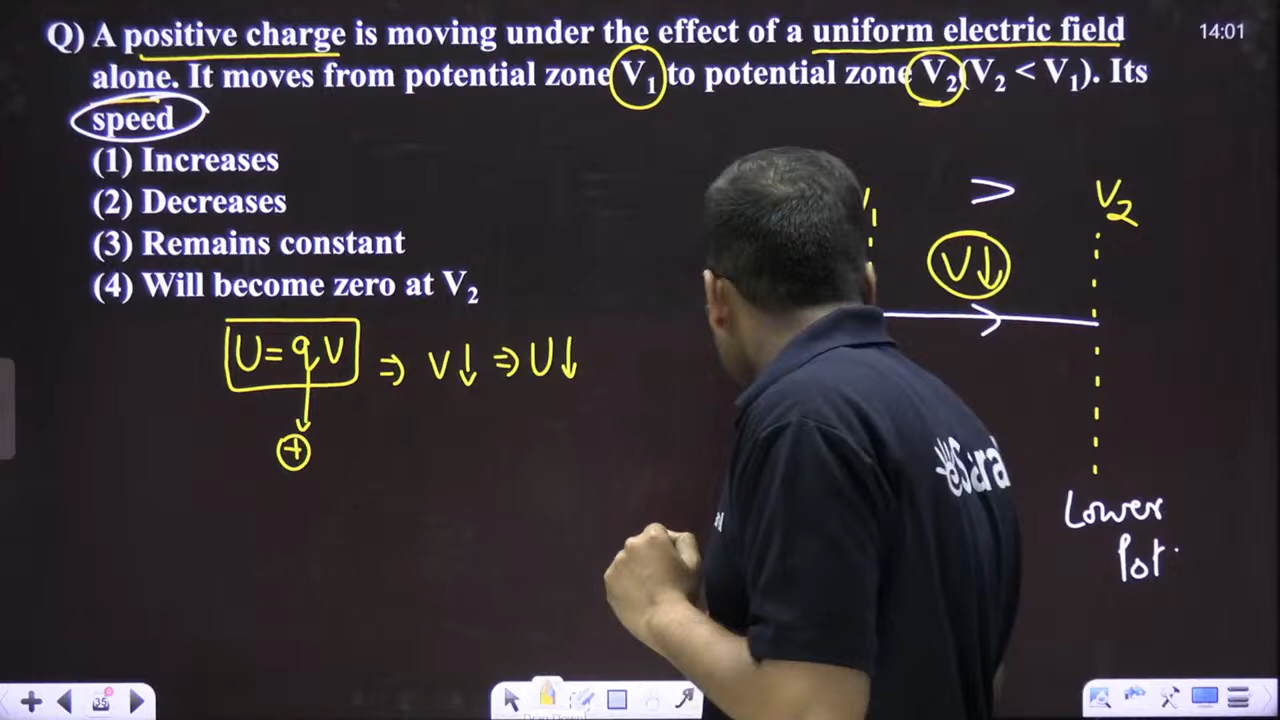 Q) A positive charge is moving under the effect of a uniform electric field
alone. It moves from potential zone V₁ to potential zone V₂(V₂ < V₁). Its
speed
(1) Increases
(2) Decreases
(3) Remains constant
(4) Will become zero at V₂
14:01
> V₂
V↓
U = qV ⇒ V↓ ⇒ U↓
+
Lower
Pot.
35